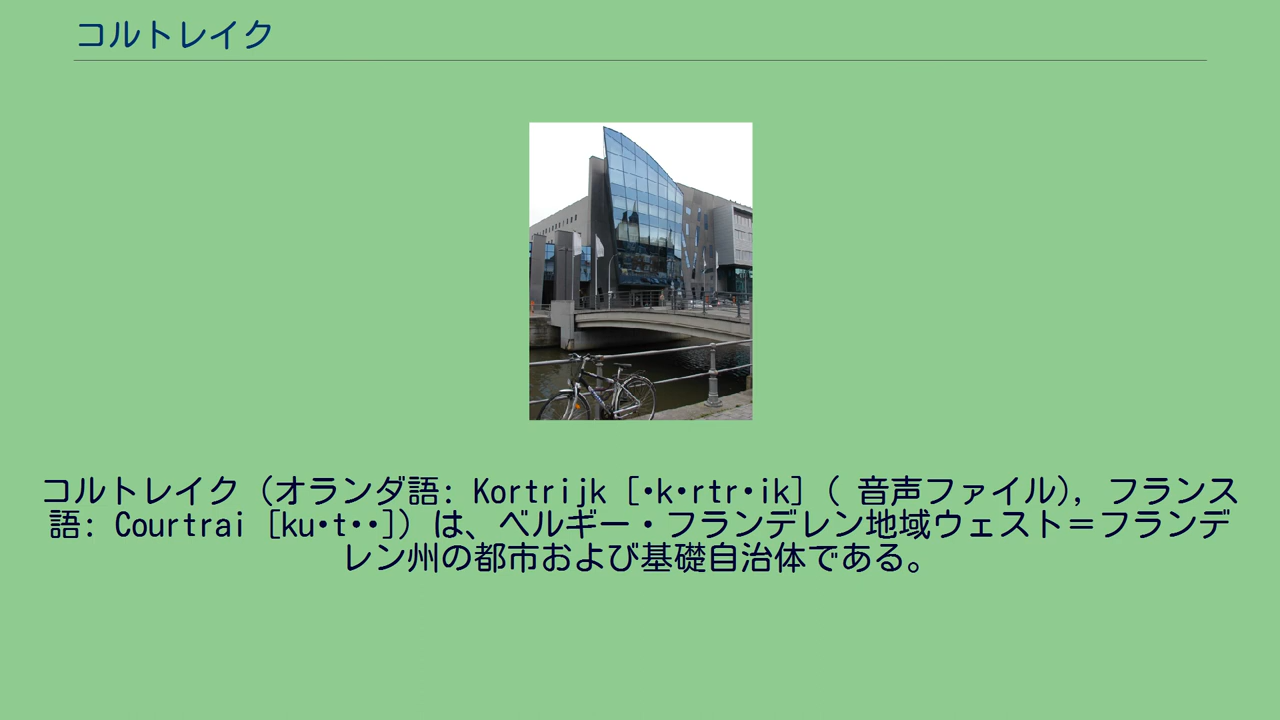 コルトレイク
コルトレイク（オランダ語: Kortrijk [•k•rtr•ik] ( 音声ファイル), フランス
語: Courtrai [ku•t••]）は、ベルギー・フランデレン地域ウェスト＝フランデ
レン州の都市および基礎自治体である。